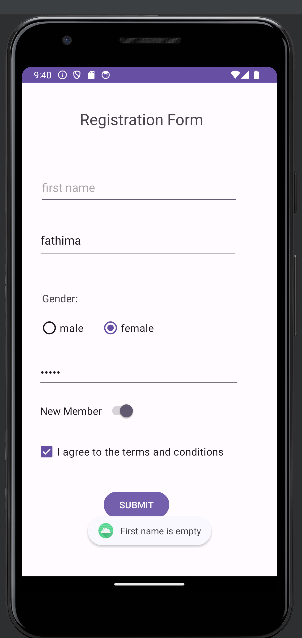 9:40
Registration Form
first name
fathima
Gender:
male female
•••••
New Member
I agree to the terms and conditions
SUBMIT
First name is empty